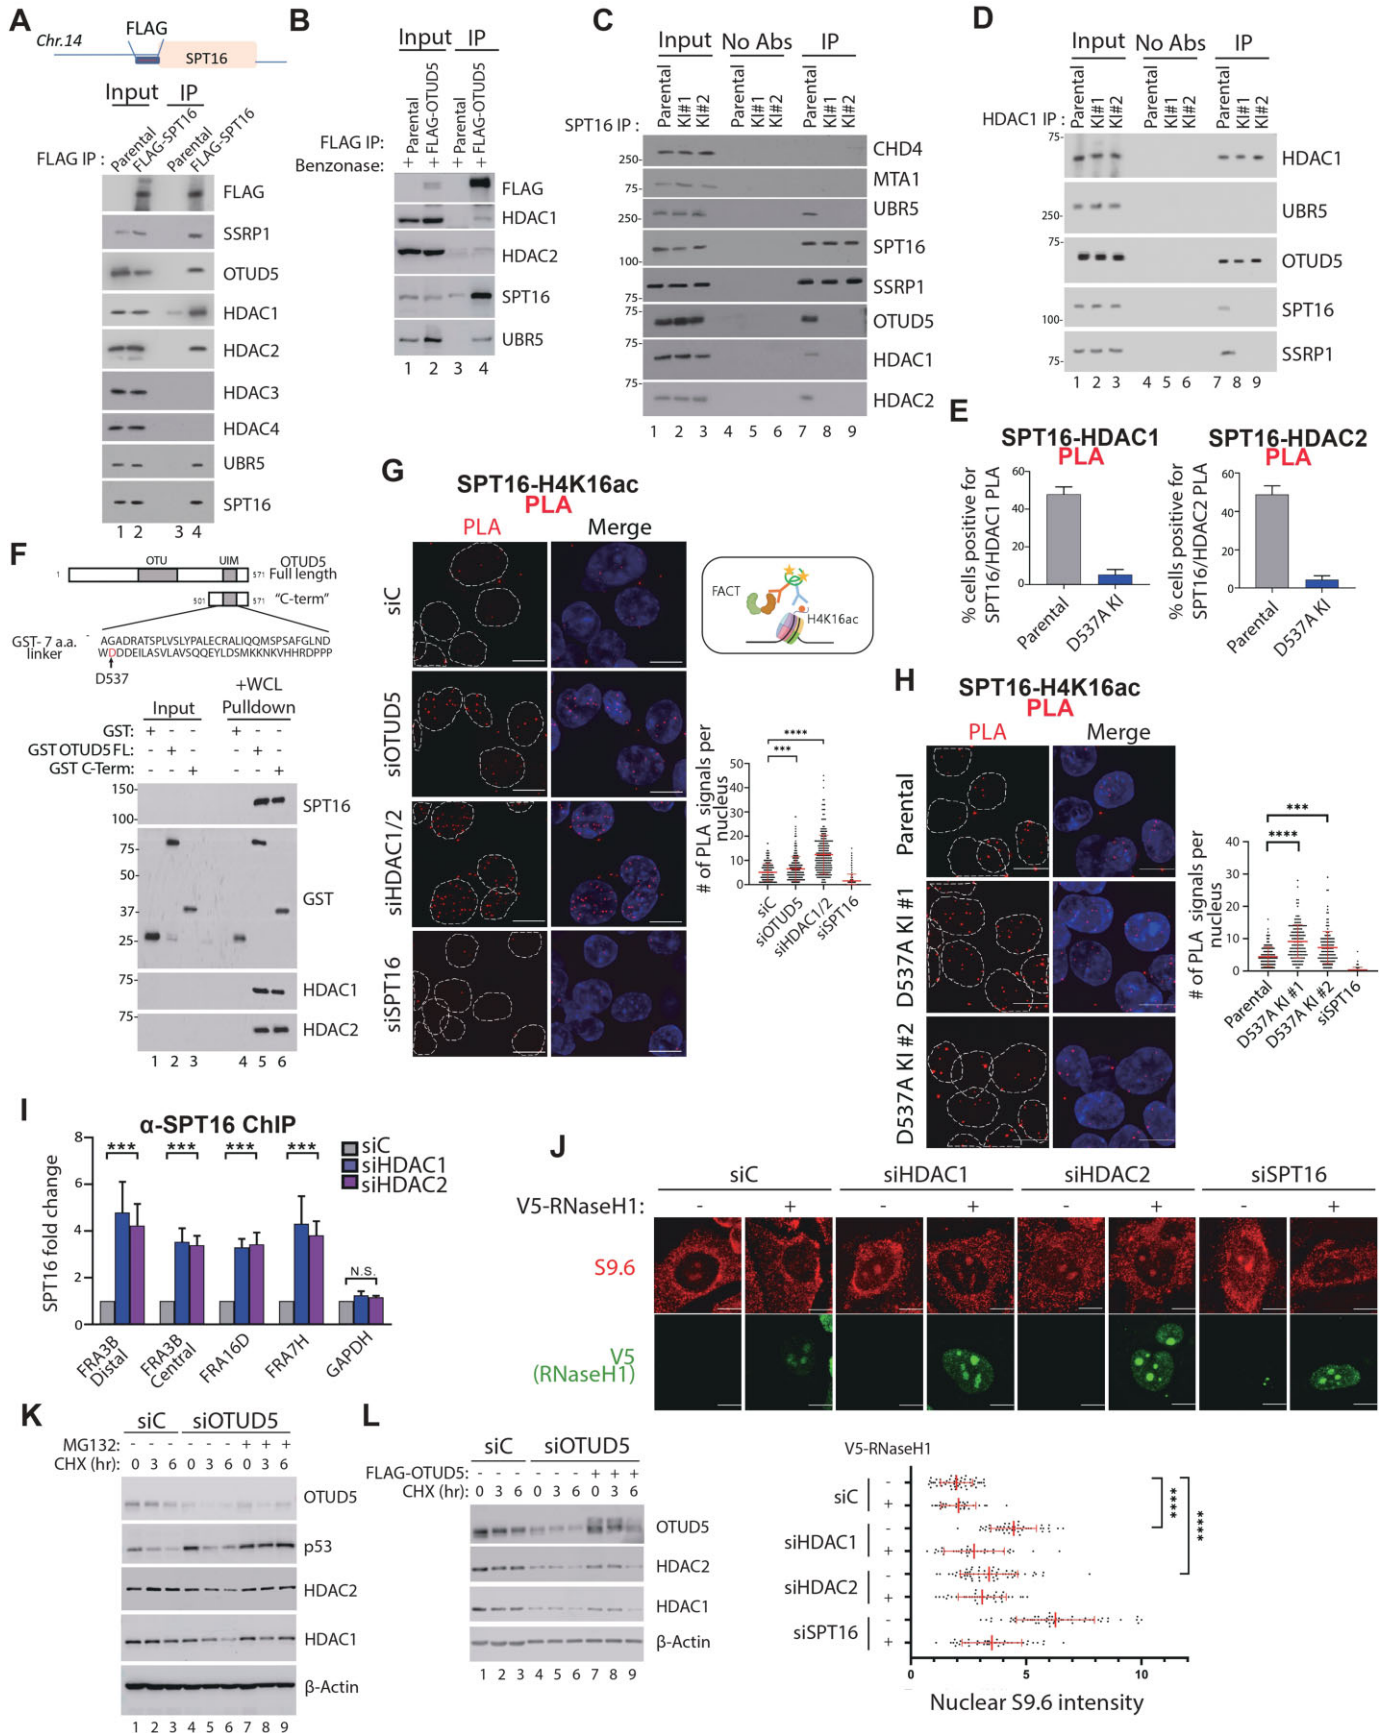 A
Chr.14
FLAG
SPT16
Input IP
FLAG IP :
Parental
FLAG-SPT16
Parental
FLAG-SPT16
FLAG
SSRP1
OTUD5
HDAC1
HDAC2
HDAC3
HDAC4
UBR5
SPT16
1 2 3 4
B
Input IP
FLAG IP:
Parental
FLAG-OTUD5
Parental
FLAG-OTUD5
Benzonase: + + + +
FLAG
HDAC1
HDAC2
SPT16
UBR5
1 2 3 4
C
Input No Abs IP
SPT16 IP :
Parental
KI#1
KI#2
Parental
KI#1
KI#2
Parental
KI#1
KI#2
250- CHD4
75- MTA1
250- UBR5
100- SPT16
75- SSRP1
75- OTUD5
75- HDAC1
75- HDAC2
1 2 3 4 5 6 7 8 9
D
Input No Abs IP
HDAC1 IP :
Parental
KI#1
KI#2
Parental
KI#1
KI#2
Parental
KI#1
KI#2
75- HDAC1
250- UBR5
75- OTUD5
100- SPT16
75- SSRP1
1 2 3 4 5 6 7 8 9
E
SPT16-HDAC1
PLA
% cells positive for
SPT16/HDAC1 PLA
60
40
20
0
Parental
D537A KI
SPT16-HDAC2
PLA
% cells positive for
SPT16/HDAC2 PLA
60
40
20
0
Parental
D537A KI
F
OTU UIM OTUD5
1 571 Full length
501 571 "C-term"
GST- 7 a.a.
linker
- AGADRATSPLVSLYPALECRALIQQMSPSAFGLND
WDDDEILASVLAVSQQEYLDSMKKNKVHHRDPPP
D537
+WCL
Input Pulldown
GST: + - - + - -
GST OTUD5 FL: - + - - + -
GST C-Term: - - + - - +
150
100
SPT16
75
50
37
25
GST
75 HDAC1
75 HDAC2
1 2 3 4 5 6
G
SPT16-H4K16ac
PLA
PLA Merge
siC
siOTUD5
siHDAC1/2
siSPT16
FACT
H4K16ac
# of PLA signals per
nucleus
50
40
30
20
10
0
*** ****
siC
siOTUD5
siHDAC1/2
siSPT16
H
SPT16-H4K16ac
PLA
PLA Merge
Parental
D537A KI #1
D537A KI #2
# of PLA signals per
nucleus
40
30
20
10
0
**** ***
Parental
D537A KI #1
D537A KI #2
siSPT16
I
α-SPT16 ChIP
SPT16 fold change
8
6
4
2
0
*** *** *** *** N.S.
siC
siHDAC1
siHDAC2
FRA3B
Distal
FRA3B
Central
FRA16D
FRA7H
GAPDH
J
siC siHDAC1 siHDAC2 siSPT16
V5-RNaseH1: - + - + - + - +
S9.6
V5
(RNaseH1)
V5-RNaseH1
siC - +
siHDAC1 - +
siHDAC2 - +
siSPT16 - +
**** ****
0 5 10
Nuclear S9.6 intensity
K
siC siOTUD5
MG132: - - - - - - + + +
CHX (hr) 0 3 6 0 3 6 0 3 6
OTUD5
p53
HDAC2
HDAC1
β-Actin
1 2 3 4 5 6 7 8 9
L
siC siOTUD5
FLAG-OTUD5: - - - - - - + + +
CHX (hr) 0 3 6 0 3 6 0 3 6
OTUD5
HDAC2
HDAC1
β-Actin
1 2 3 4 5 6 7 8 9